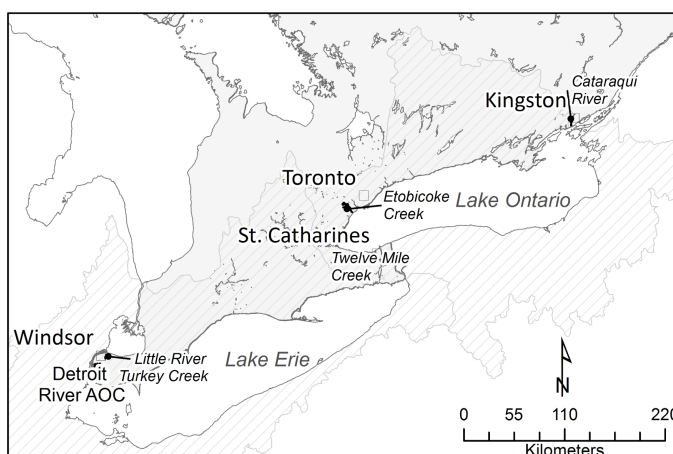 Cataraqui
River
Kingston
Toronto
Etobicoke
Creek
Lake Ontario
St. Catharines
Twelve Mile
Creek
Windsor
Little River
Turkey Creek
Lake Erie
Detroit
River AOC
N
0 55 110 220
Kilometers